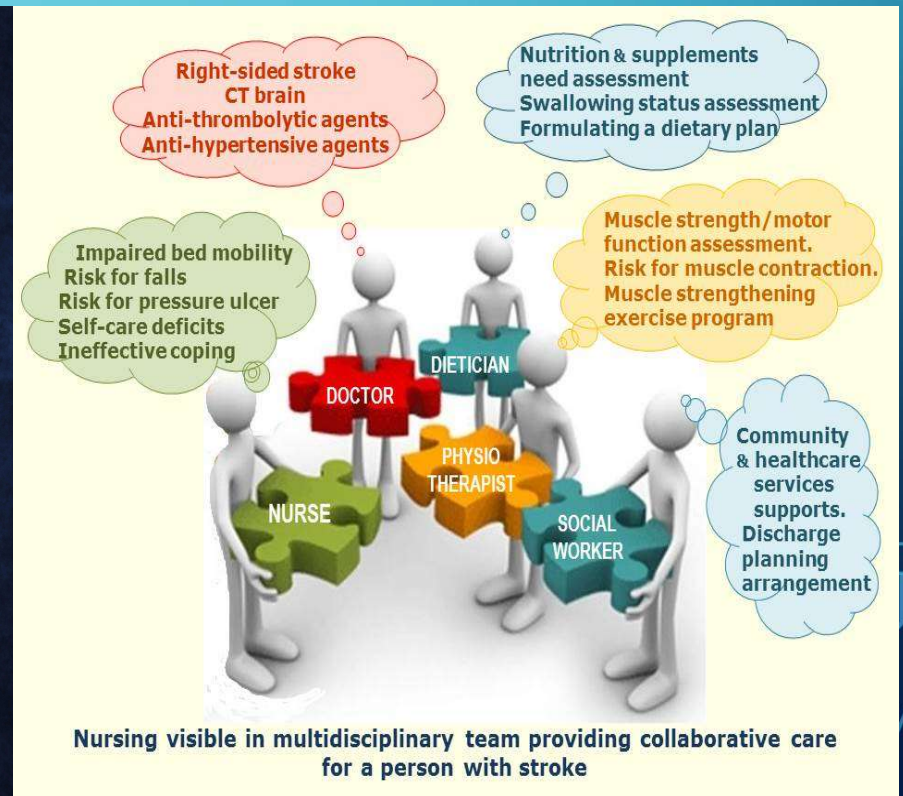 Right-sided stroke
CT brain
Anti-thrombolytic agents
Anti-hypertensive agents
Nutrition & supplements
need assessment
Swallowing status assessment
Formulating a dietary plan
Impaired bed mobility
Risk for falls
Risk for pressure ulcer
Self-care deficits
Ineffective coping
Muscle strength/motor
function assessment.
Risk for muscle contraction.
Muscle strengthening
exercise program
DOCTOR
DIETICIAN
PHYSIO
THERAPIST
NURSE
SOCIAL
WORKER
Community
& healthcare
services
supports.
Discharge
planning
arrangement
Nursing visible in multidisciplinary team providing collaborative care
for a person with stroke